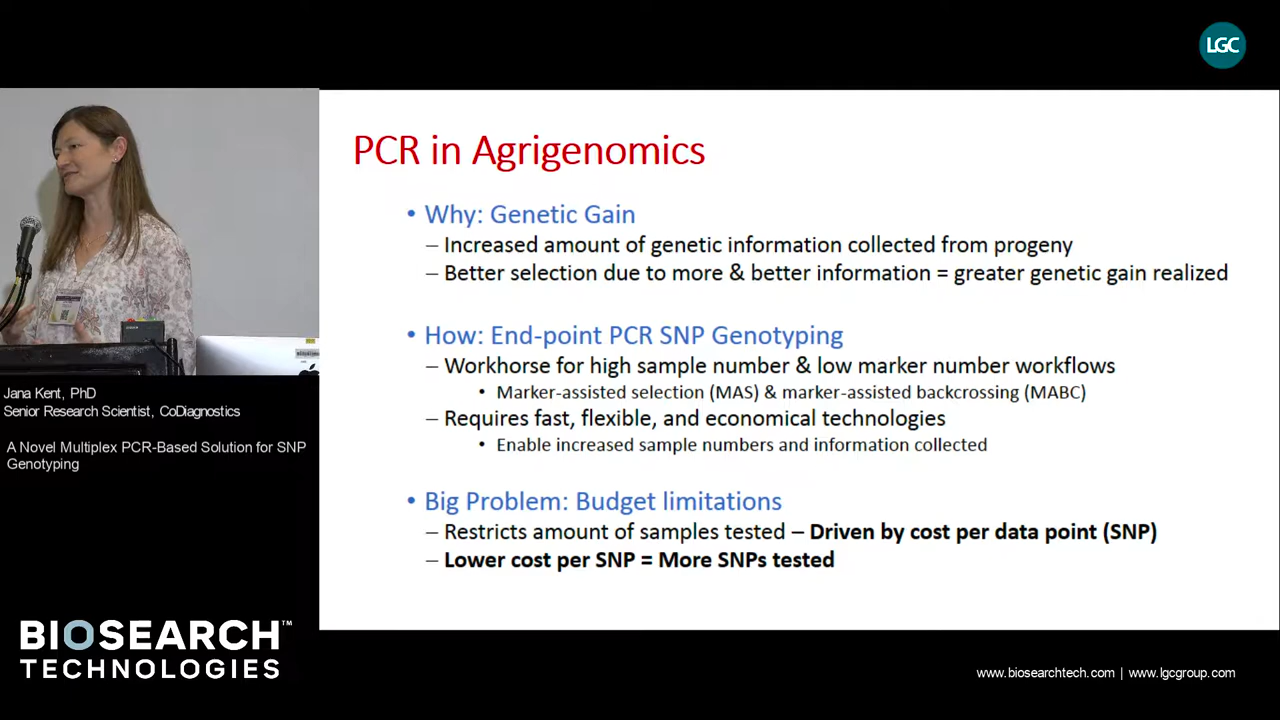 LGC
PCR in Agrigenomics
• Why: Genetic Gain
– Increased amount of genetic information collected from progeny
– Better selection due to more & better information = greater genetic gain realized
• How: End-point PCR SNP Genotyping
– Workhorse for high sample number & low marker number workflows
• Marker-assisted selection (MAS) & marker-assisted backcrossing (MABC)
– Requires fast, flexible, and economical technologies
• Enable increased sample numbers and information collected
• Big Problem: Budget limitations
– Restricts amount of samples tested – Driven by cost per data point (SNP)
– Lower cost per SNP = More SNPs tested
Jana Kent, PhD
Senior Research Scientist, CoDiagnostics
A Novel Multiplex PCR-Based Solution for SNP
Genotyping
BIOSEARCH™
TECHNOLOGIES
www.biosearchtech.com | www.lgcgroup.com